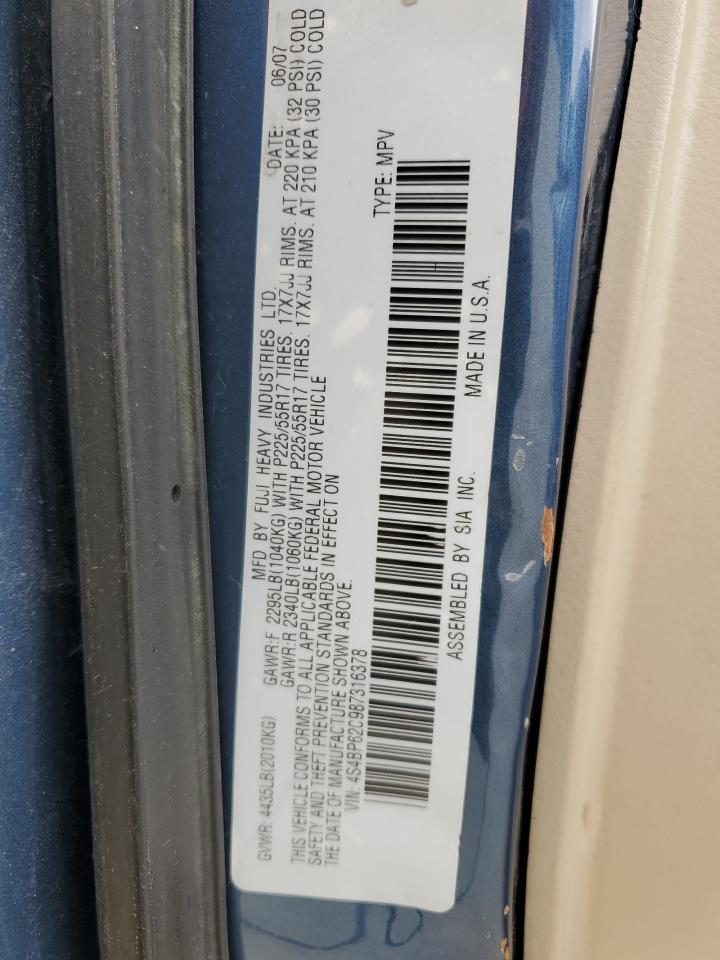 MFD BY FUJI HEAVY INDUSTRIES LTD. DATE: 06/07
GVWR: 4435LB(2010KG) GAWR:F 2295LB(1040KG) WITH P225/55R17 TIRES. 17X7JJ RIMS. AT 220 KPA (32 PSI) COLD
GAWR:R 2340LB(1060KG) WITH P225/55R17 TIRES. 17X7JJ RIMS. AT 210 KPA (30 PSI) COLD
THIS VEHICLE CONFORMS TO ALL APPLICABLE FEDERAL MOTOR VEHICLE
SAFETY AND THEFT PREVENTION STANDARDS IN EFFECT ON
THE DATE OF MANUFACTURE SHOWN ABOVE.
VIN: 4S4BP62C987316378 TYPE: MPV
ASSEMBLED BY SIA INC. MADE IN U.S.A.